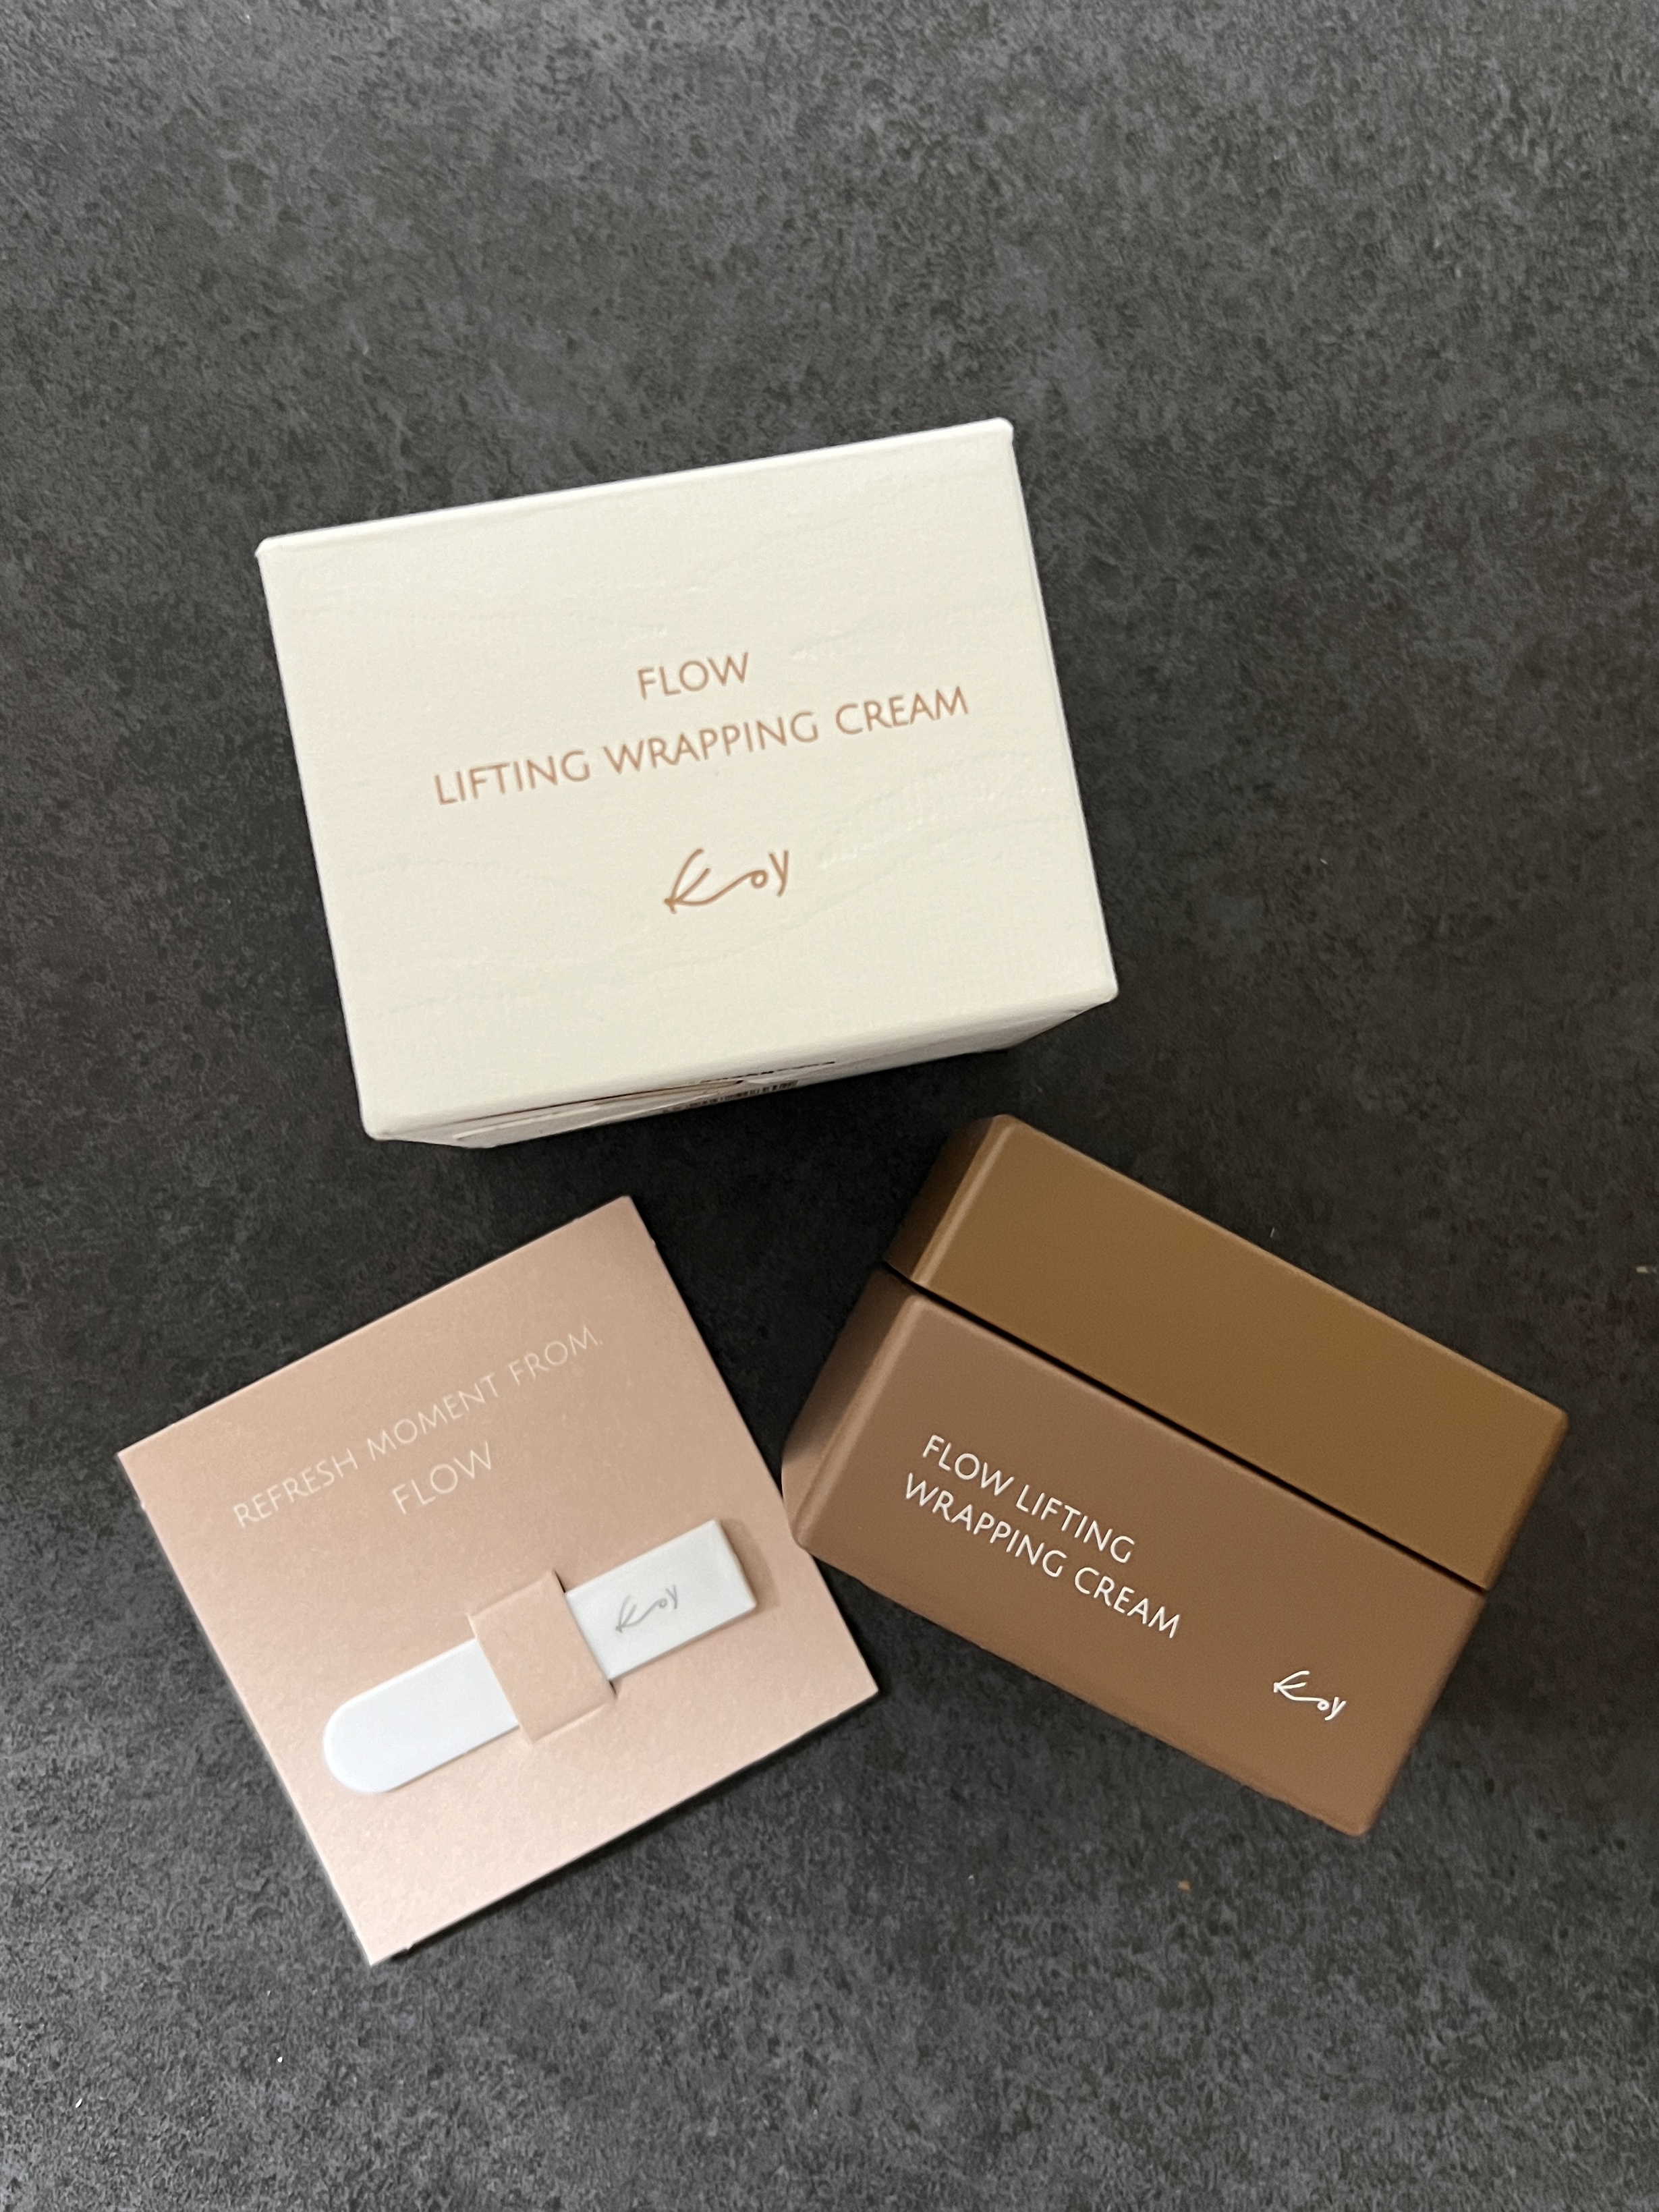 FLOW
LIFTING WRAPPING CREAM
Koy
REFRESH MOMENT FROM.
FLOW
Koy
FLOW LIFTING
WRAPPING CREAM
Koy